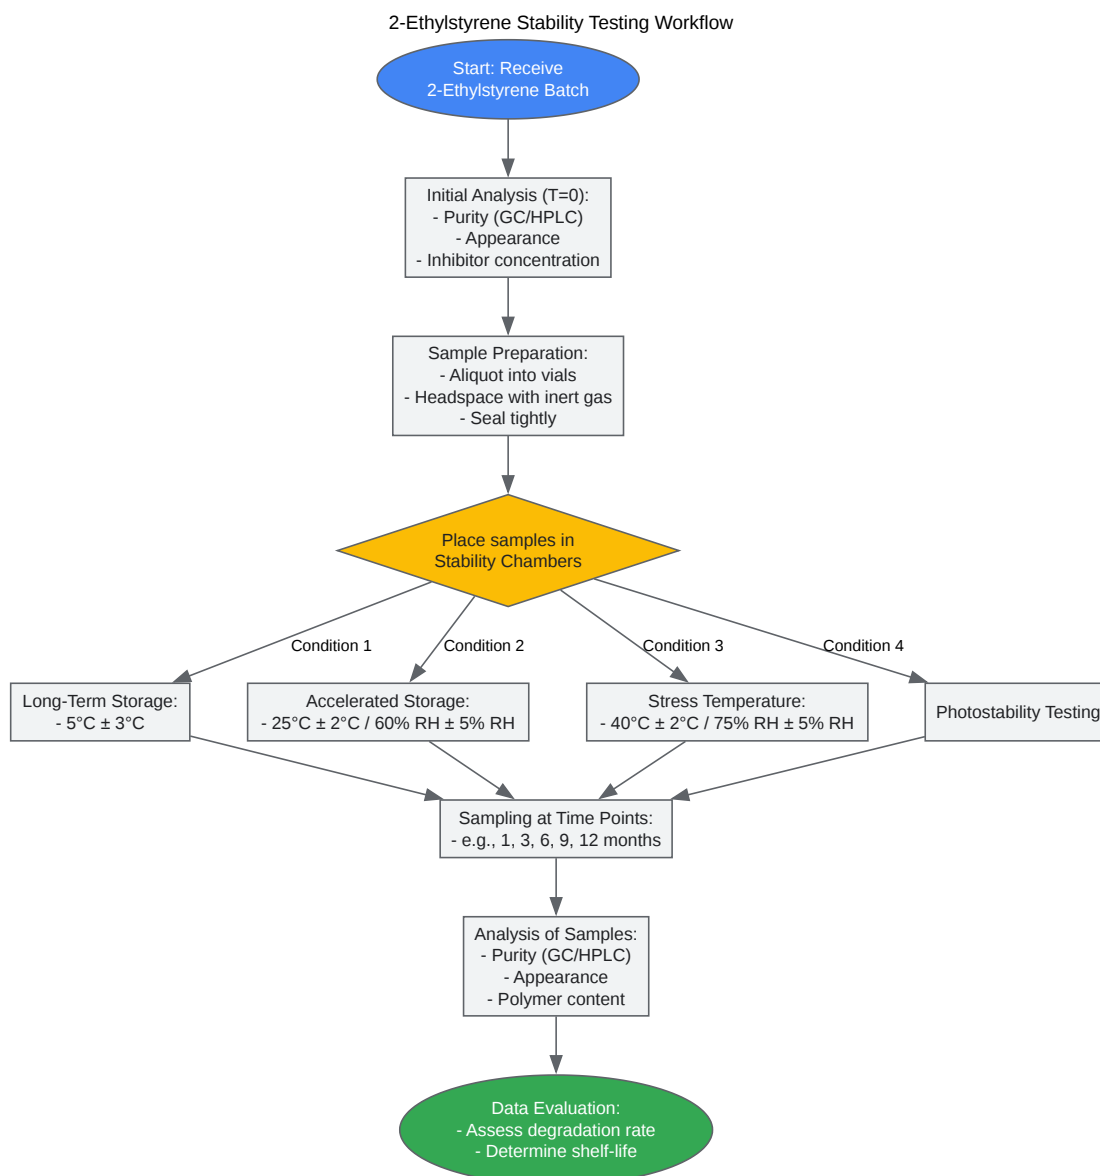 2-Ethylstyrene Stability Testing Workflow
Start: Receive
2-Ethylstyrene Batch
Initial Analysis (T=0):
- Purity (GC/HPLC)
- Appearance
- Inhibitor concentration
Sample Preparation:
- Aliquot into vials
- Headspace with inert gas
- Seal tightly
Place samples in
Stability Chambers
Condition 1
Condition 2
Condition 3
Condition 4
Long-Term Storage:
- 5°C ± 3°C
Accelerated Storage:
- 25°C ± 2°C / 60% RH ± 5% RH
Stress Temperature:
- 40°C ± 2°C / 75% RH ± 5% RH
Photostability Testing
Sampling at Time Points:
- e.g., 1, 3, 6, 9, 12 months
Analysis of Samples:
- Purity (GC/HPLC)
- Appearance
- Polymer content
Data Evaluation:
- Assess degradation rate
- Determine shelf-life